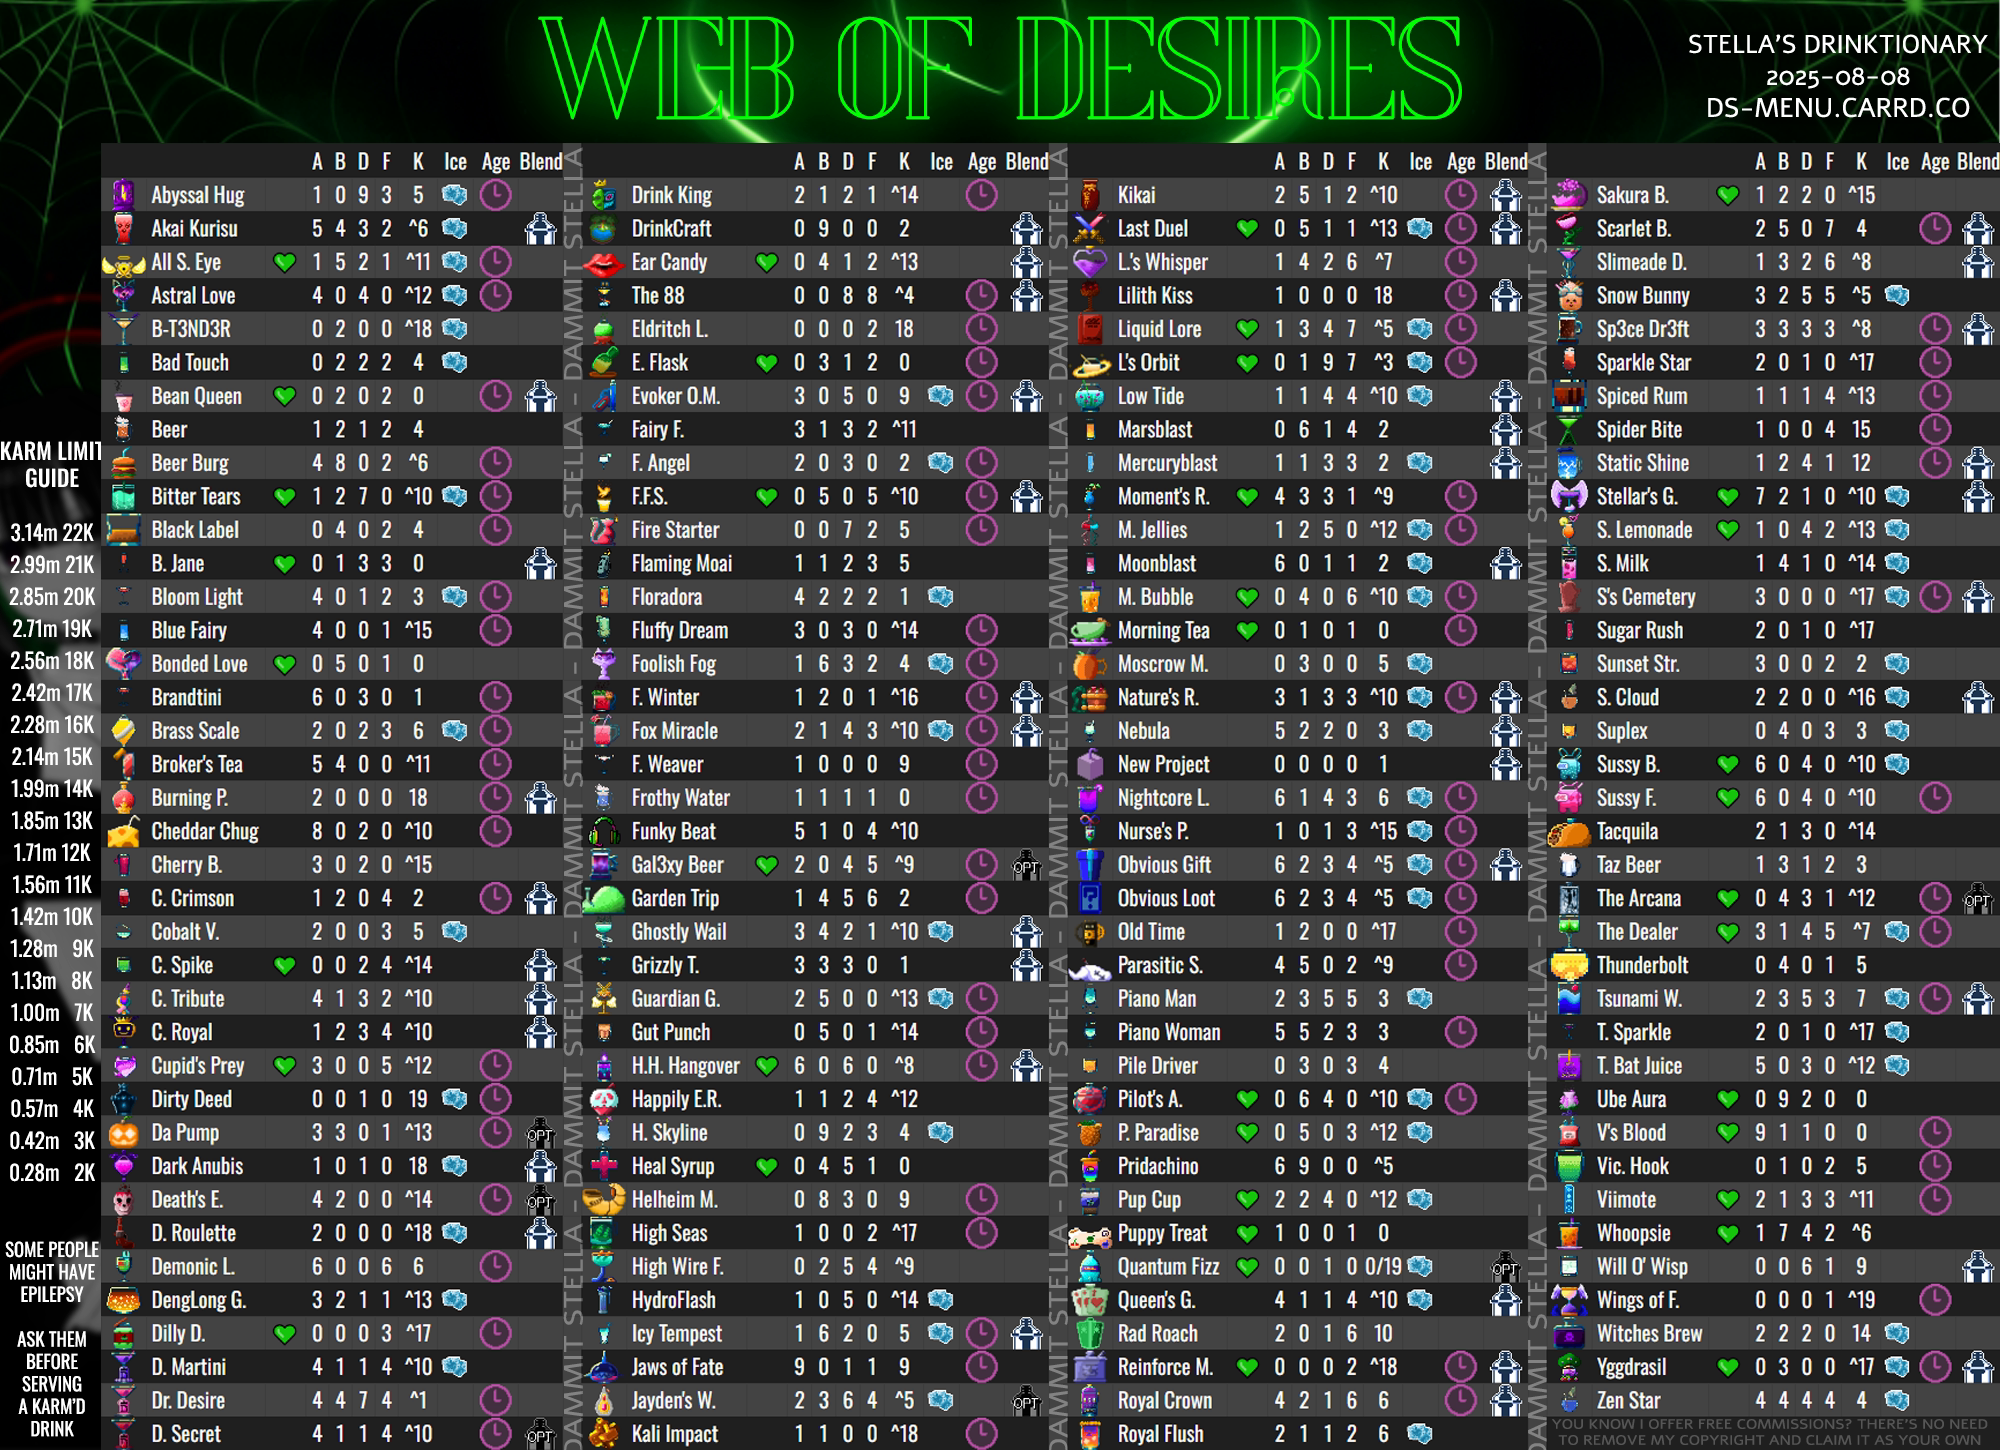 WEB OF DESIRES
STELLA'S DRINKTIONARY
2025-08-08
DS-MENU.CARRD.CO
KARM LIMIT
GUIDE
3.14m 22K
2.99m 21K
2.85m 20K
2.71m 19K
2.56m 18K
2.42m 17K
2.28m 16K
2.14m 15K
1.99m 14K
1.85m 13K
1.71m 12K
1.56m 11K
1.42m 10K
1.28m 9K
1.13m 8K
1.00m 7K
0.85m 6K
0.71m 5K
0.57m 4K
0.42m 3K
0.28m 2K
SOME PEOPLE
MIGHT HAVE
EPILEPSY
ASK THEM
BEFORE
SERVING
A KARM'D
DRINK
A B D F K Ice Age Blend
Abyssal Hug 1 0 9 3 5
Akai Kurisu 5 4 3 2 ^6
All S. Eye 1 5 2 1 ^11
Astral Love 4 0 4 0 ^12
B-T3ND3R 0 2 0 0 ^18
Bad Touch 0 2 2 2 4
Bean Queen 0 2 0 2 0
Beer 1 2 1 2 4
Beer Burg 4 8 0 2 ^6
Bitter Tears 1 2 7 0 ^10
Black Label 0 4 0 2 4
B. Jane 0 1 3 3 0
Bloom Light 4 0 1 2 3
Blue Fairy 4 0 0 1 ^15
Bonded Love 0 5 0 1 0
Brandtini 6 0 3 0 1
Brass Scale 2 0 2 3 6
Broker's Tea 5 4 0 0 ^11
Burning P. 2 0 0 0 18
Cheddar Chug 8 0 2 0 ^10
Cherry B. 3 0 2 0 ^15
C. Crimson 1 2 0 4 2
Cobalt V. 2 0 0 3 5
C. Spike 0 0 2 4 ^14
C. Tribute 4 1 3 2 ^10
C. Royal 1 2 3 4 ^10
Cupid's Prey 3 0 0 5 ^12
Dirty Deed 0 0 1 0 19
Da Pump 3 3 0 1 ^13 OPT
Dark Anubis 1 0 1 0 18
Death's E. 4 2 0 0 ^14 OPT
D. Roulette 2 0 0 0 ^18
Demonic L. 6 0 0 6 6
DengLong G. 3 2 1 1 ^13
Dilly D. 0 0 0 3 ^17
D. Martini 4 1 1 4 ^10
Dr. Desire 4 4 7 4 ^1
D. Secret 4 1 1 4 ^10 OPT
DAMMIT STELLA - DAMMIT STELLA - DAMMIT STELLA - DAMMIT STELLA
A B D F K Ice Age Blend
Drink King 2 1 2 1 ^14
DrinkCraft 0 9 0 0 2
Ear Candy 0 4 1 2 ^13
The 88 0 0 8 8 ^4
Eldritch L. 0 0 0 2 18
E. Flask 0 3 1 2 0
Evoker O.M. 3 0 5 0 9
Fairy F. 3 1 3 2 ^11
F. Angel 2 0 3 0 2
F.F.S. 0 5 0 5 ^10
Fire Starter 0 0 7 2 5
Flaming Moai 1 1 2 3 5
Floradora 4 2 2 2 1
Fluffy Dream 3 0 3 0 ^14
Foolish Fog 1 6 3 2 4
F. Winter 1 2 0 1 ^16
Fox Miracle 2 1 4 3 ^10
F. Weaver 1 0 0 0 9
Frothy Water 1 1 1 1 0
Funky Beat 5 1 0 4 ^10
Gal3xy Beer 2 0 4 5 ^9 OPT
Garden Trip 1 4 5 6 2
Ghostly Wail 3 4 2 1 ^10
Grizzly T. 3 3 3 0 1
Guardian G. 2 5 0 0 ^13
Gut Punch 0 5 0 1 ^14
H.H. Hangover 6 0 6 0 ^8
Happily E.R. 1 1 2 4 ^12
H. Skyline 0 9 2 3 4
Heal Syrup 0 4 5 1 0
Helheim M. 0 8 3 0 9
High Seas 1 0 0 2 ^17
High Wire F. 0 2 5 4 ^9
HydroFlash 1 0 5 0 ^14
Icy Tempest 1 6 2 0 5
Jaws of Fate 9 0 1 1 9
Jayden's W. 2 3 6 4 ^5 OPT
Kali Impact 1 1 0 0 ^18
DAMMIT STELLA - DAMMIT STELLA - DAMMIT STELLA - DAMMIT STELLA
A B D F K Ice Age Blend
Kikai 2 5 1 2 ^10
Last Duel 0 5 1 1 ^13
L.'s Whisper 1 4 2 6 ^7
Lilith Kiss 1 0 0 0 18
Liquid Lore 1 3 4 7 ^5
L's Orbit 0 1 9 7 ^3
Low Tide 1 1 4 4 ^10
Marsblast 0 6 1 4 2
Mercuryblast 1 1 3 3 2
Moment's R. 4 3 3 1 ^9
M. Jellies 1 2 5 0 ^12
Moonblast 6 0 1 1 2
M. Bubble 0 4 0 6 ^10
Morning Tea 0 1 0 1 0
Moscrow M. 0 3 0 0 5
Nature's R. 3 1 3 3 ^10
Nebula 5 2 2 0 3
New Project 0 0 0 0 1
Nightcore L. 6 1 4 3 6
Nurse's P. 1 0 1 3 ^15
Obvious Gift 6 2 3 4 ^5
Obvious Loot 6 2 3 4 ^5
Old Time 1 2 0 0 ^17
Parasitic S. 4 5 0 2 ^9
Piano Man 2 3 5 5 3
Piano Woman 5 5 2 3 3
Pile Driver 0 3 0 3 4
Pilot's A. 0 6 4 0 ^10
P. Paradise 0 5 0 3 ^12
Pridachino 6 9 0 0 ^5
Pup Cup 2 2 4 0 ^12
Puppy Treat 1 0 0 1 0
Quantum Fizz 0 0 1 0 0/19 OPT
Queen's G. 4 1 1 4 ^10
Rad Roach 2 0 1 6 10
Reinforce M. 0 0 0 2 ^18
Royal Crown 4 2 1 6 6
Royal Flush 2 1 1 2 6
DAMMIT STELLA - DAMMIT STELLA - DAMMIT STELLA - DAMMIT STELLA
A B D F K Ice Age Blend
Sakura B. 1 2 2 0 ^15
Scarlet B. 2 5 0 7 4
Slimeade D. 1 3 2 6 ^8
Snow Bunny 3 2 5 5 ^5
Sp3ce Dr3ft 3 3 3 3 ^8
Sparkle Star 2 0 1 0 ^17
Spiced Rum 1 1 1 4 ^13
Spider Bite 1 0 0 4 15
Static Shine 1 2 4 1 12
Stellar's G. 7 2 1 0 ^10
S. Lemonade 1 0 4 2 ^13
S. Milk 1 4 1 0 ^14
S's Cemetery 3 0 0 0 ^17
Sugar Rush 2 0 1 0 ^17
Sunset Str. 3 0 0 2 2
S. Cloud 2 2 0 0 ^16
Suplex 0 4 0 3 3
Sussy B. 6 0 4 0 ^10
Sussy F. 6 0 4 0 ^10
Tacquila 2 1 3 0 ^14
Taz Beer 1 3 1 2 3
The Arcana 0 4 3 1 ^12 OPT
The Dealer 3 1 4 5 ^7
Thunderbolt 0 4 0 1 5
Tsunami W. 2 3 5 3 7
T. Sparkle 2 0 1 0 ^17
T. Bat Juice 5 0 3 0 ^12
Ube Aura 0 9 2 0 0
V's Blood 9 1 1 0 0
Vic. Hook 0 1 0 2 5
Viimote 2 1 3 3 ^11
Whoopsie 1 7 4 2 ^6
Will O' Wisp 0 0 6 1 9
Wings of F. 0 0 0 1 ^19
Witches Brew 2 2 2 0 14
Yggdrasil 0 3 0 0 ^17
Zen Star 4 4 4 4 4
YOU KNOW I OFFER FREE COMMISSIONS? THERE'S NO NEED
TO REMOVE MY COPYRIGHT AND CLAIM IT AS YOUR OWN